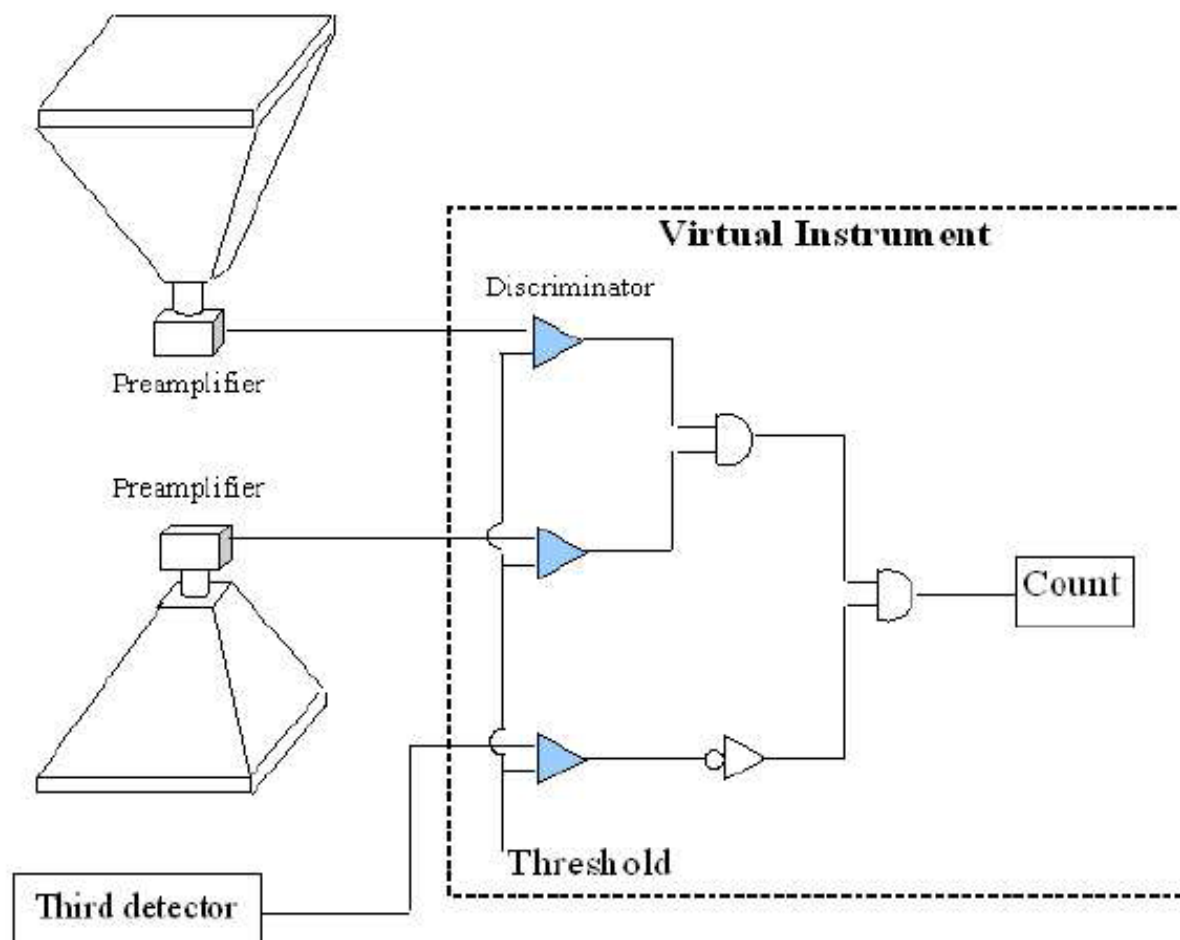 Virtual Instrument
Discriminator
Preamplifier
Preamplifier
Count
Threshold
Third detector